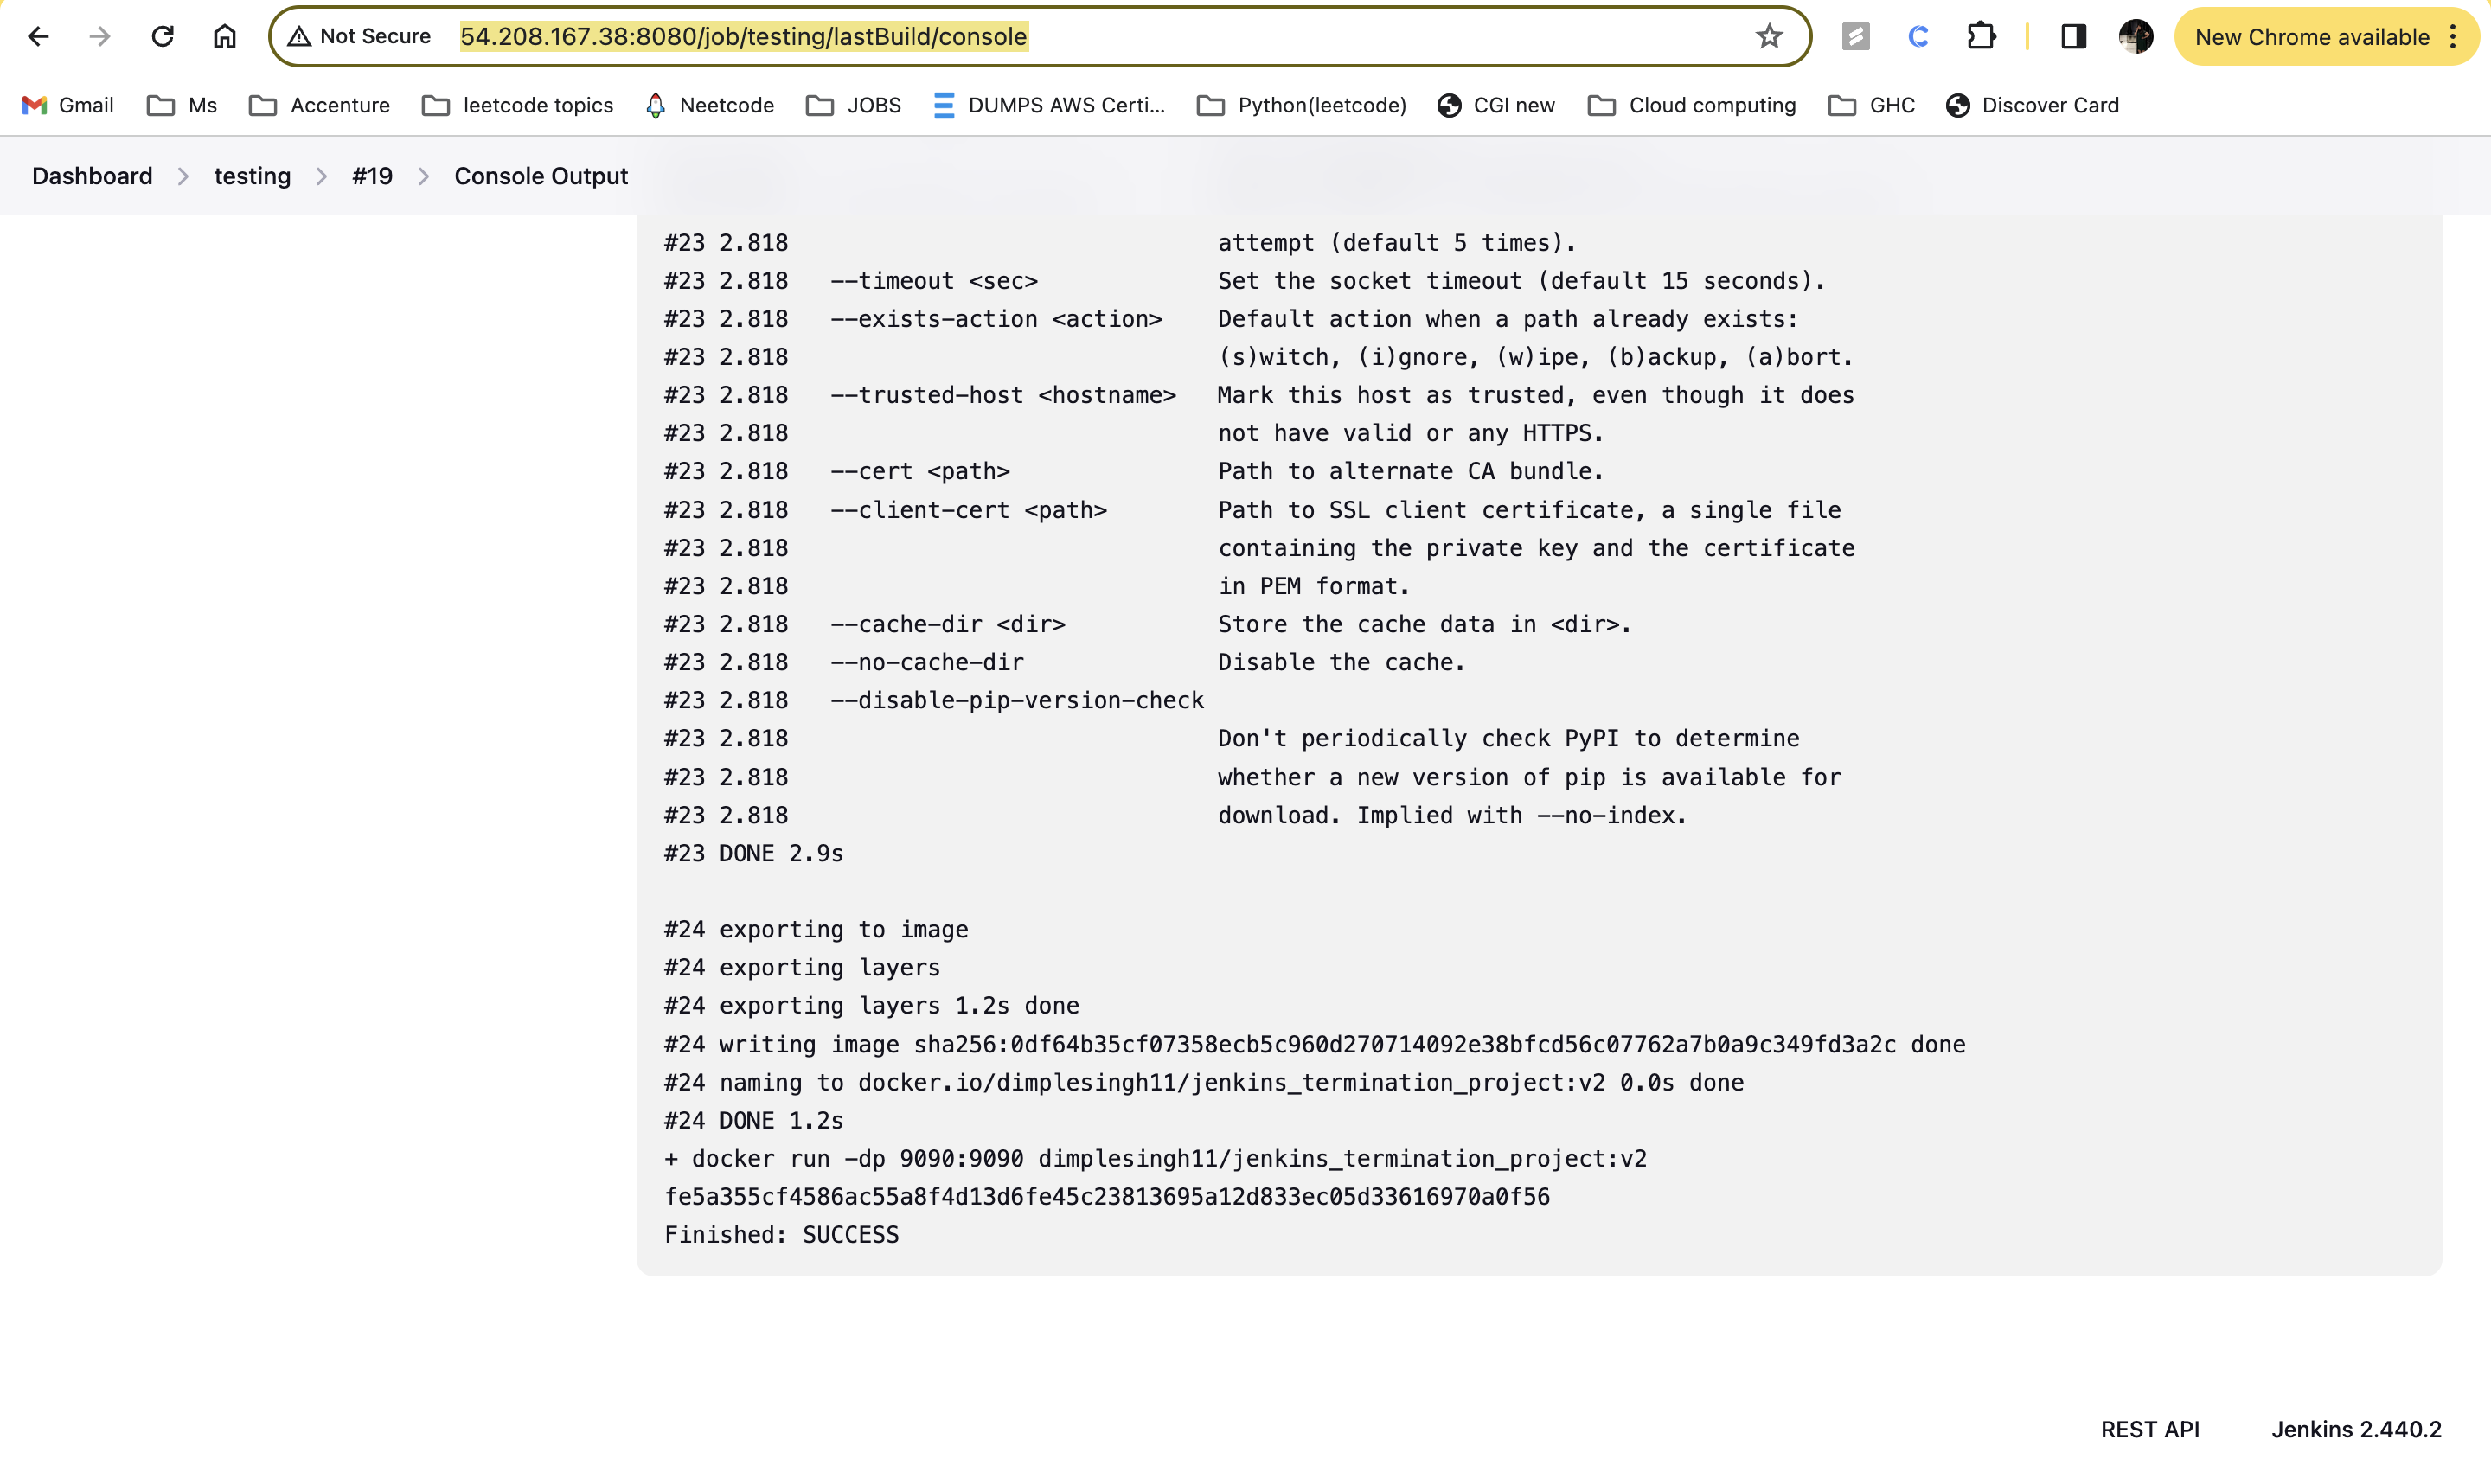 Not Secure 54.208.167.38:8080/job/testing/lastBuild/console New Chrome available
Gmail Ms Accenture leetcode topics Neetcode JOBS DUMPS AWS Certi... Python(leetcode) CGI new Cloud computing GHC Discover Card
Dashboard testing #19 Console Output
#23 2.818 attempt (default 5 times).
#23 2.818 --timeout <sec> Set the socket timeout (default 15 seconds).
#23 2.818 --exists-action <action> Default action when a path already exists:
#23 2.818 (s)witch, (i)gnore, (w)ipe, (b)ackup, (a)bort.
#23 2.818 --trusted-host <hostname> Mark this host as trusted, even though it does
#23 2.818 not have valid or any HTTPS.
#23 2.818 --cert <path> Path to alternate CA bundle.
#23 2.818 --client-cert <path> Path to SSL client certificate, a single file
#23 2.818 containing the private key and the certificate
#23 2.818 in PEM format.
#23 2.818 --cache-dir <dir> Store the cache data in <dir>.
#23 2.818 --no-cache-dir Disable the cache.
#23 2.818 --disable-pip-version-check
#23 2.818 Don't periodically check PyPI to determine
#23 2.818 whether a new version of pip is available for
#23 2.818 download. Implied with --no-index.
#23 DONE 2.9s
#24 exporting to image
#24 exporting layers
#24 exporting layers 1.2s done
#24 writing image sha256:0df64b35cf07358ecb5c960d270714092e38bfcd56c07762a7b0a9c349fd3a2c done
#24 naming to docker.io/dimplesingh11/jenkins_termination_project:v2 0.0s done
#24 DONE 1.2s
+ docker run -dp 9090:9090 dimplesingh11/jenkins_termination_project:v2
fe5a355cf4586ac55a8f4d13d6fe45c23813695a12d833ec05d33616970a0f56
Finished: SUCCESS
REST API Jenkins 2.440.2